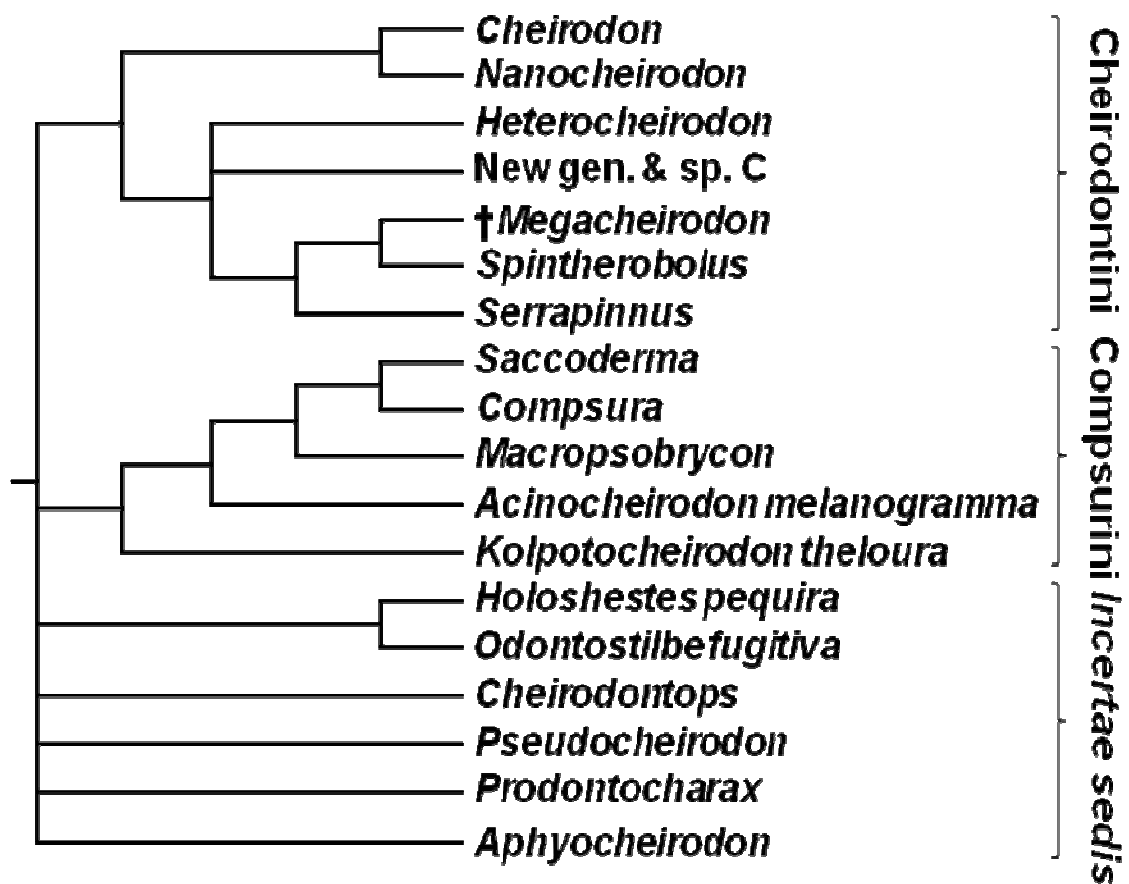 Cheirodon
Nanocheirodon
Heterocheirodon
New gen. & sp. C
†Megacheirodon
Spintherobolus
Serrapinnus
Saccoderma
Compsura
Macropsobrycon
Acinocheirodon melanogramma
Kolpotocheirodon theloura
Holoshestes pequira
Odontostilbe fugitiva
Cheirodontops
Pseudocheirodon
Prodontocharax
Aphyocheirodon
Cheirodontini
Compsurini
Incertae sedis